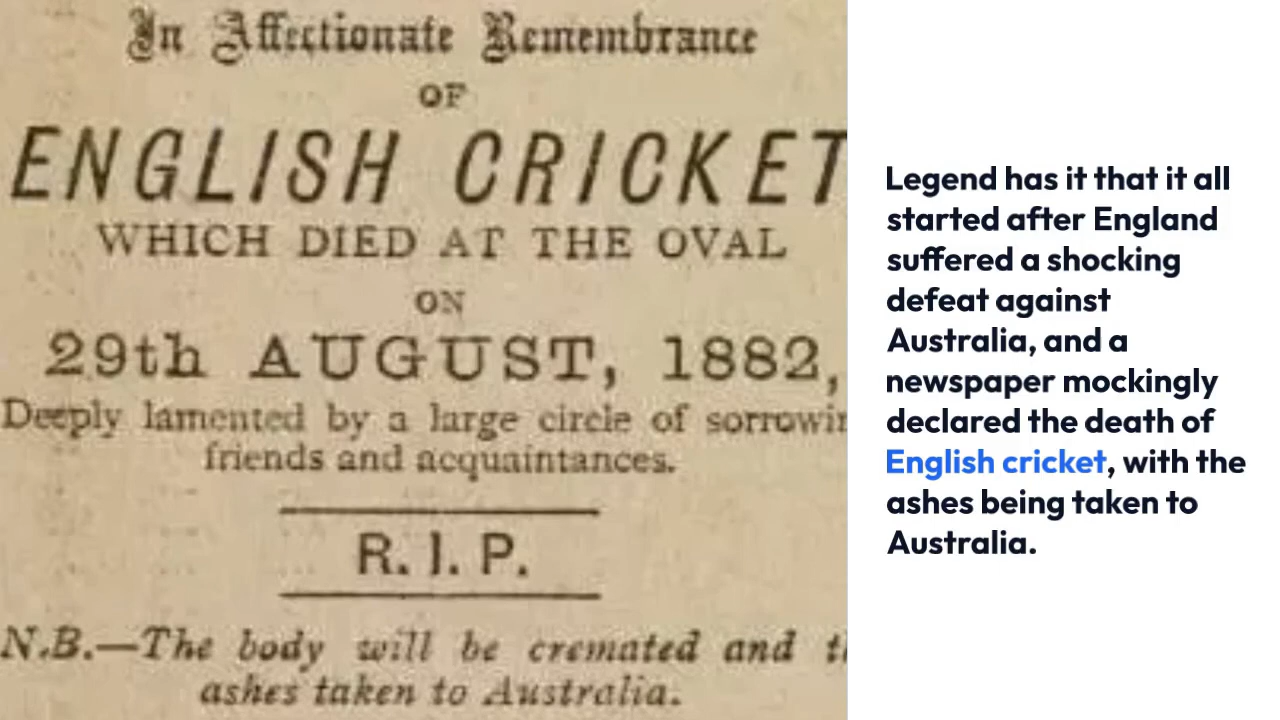 In Affectionate Remembrance
OF
ENGLISH CRICKET
WHICH DIED AT THE OVAL
ON
29th AUGUST, 1882,
Deeply lamented by a large circle of sorrowin
friends and acquaintances.
R. I. P.
N.B.—The body will be cremated and th
ashes taken to Australia.
Legend has it that it all
started after England
suffered a shocking
defeat against
Australia, and a
newspaper mockingly
declared the death of
English cricket, with the
ashes being taken to
Australia.